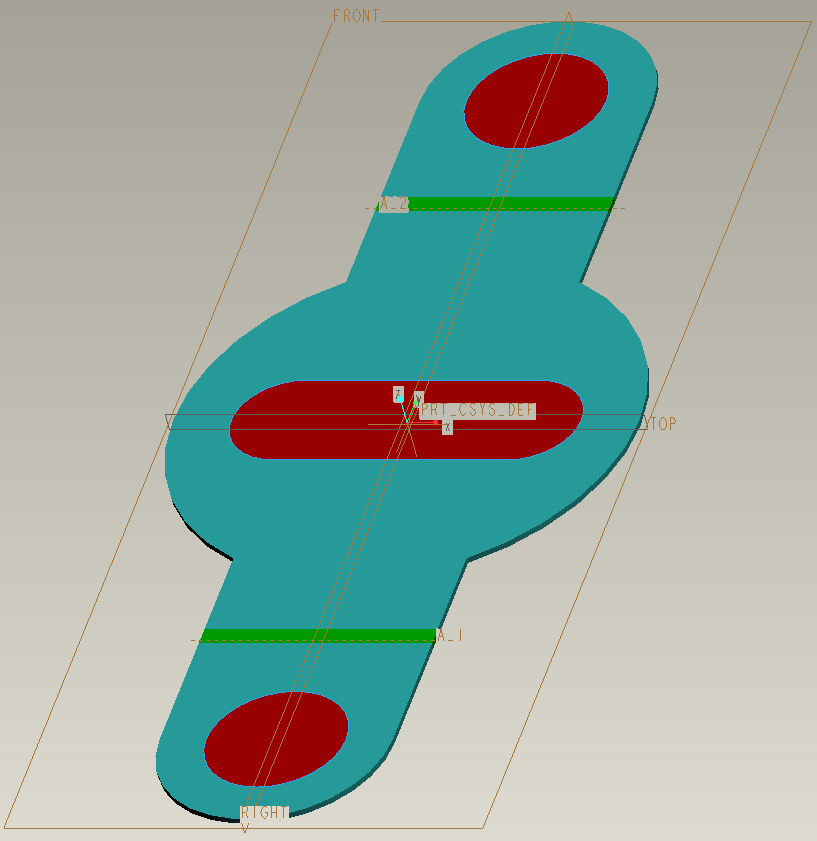 FRONT
A_2
Z
Y
PRT_CSYS_DEF
X
TOP
A_1
RIGHT